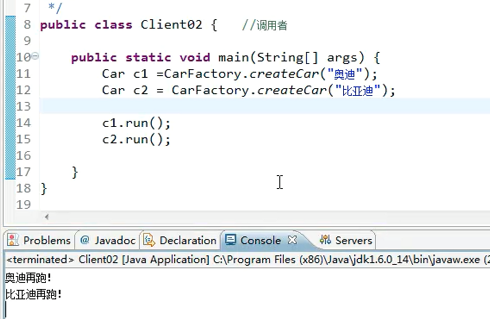 7  */
8 public class Client02 {   //调用者
9
10     public static void main(String[] args) {
11         Car c1 =CarFactory.createCar("奥迪");
12         Car c2 = CarFactory.createCar("比亚迪");
13
14         c1.run();
15         c2.run();
16
17     }
18 }
19
Problems @ Javadoc Declaration Console Servers
<terminated> Client02 [Java Application] C:\Program Files (x86)\Java\jdk1.6.0_14\bin\javaw.exe (2
奥迪再跑!
比亚迪再跑!